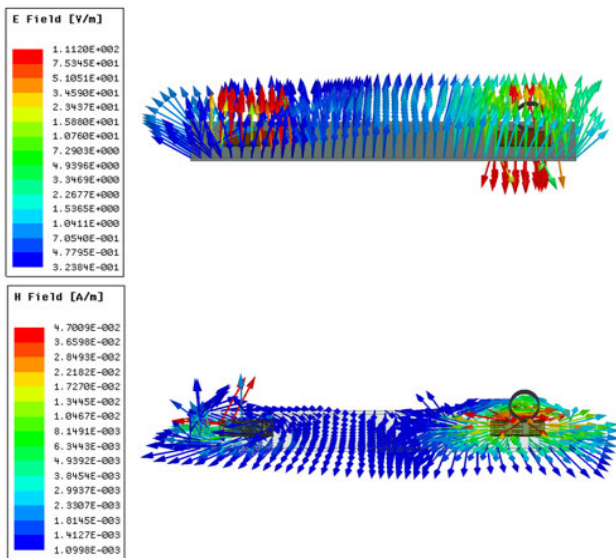 E Field [V/m]
1.1120E+002
7.5345E+001
5.1051E+001
3.4590E+001
2.3437E+001
1.5880E+001
1.0760E+001
7.2903E+000
4.9396E+000
3.3469E+000
2.2677E+000
1.5365E+000
1.0411E+000
7.0540E-001
4.7795E-001
3.2384E-001
H Field [A/m]
4.7009E-002
3.6598E-002
2.8493E-002
2.2182E-002
1.7270E-002
1.3445E-002
1.0467E-002
8.1491E-003
6.3443E-003
4.9392E-003
3.8454E-003
2.9937E-003
2.3307E-003
1.8145E-003
1.4127E-003
1.0998E-003